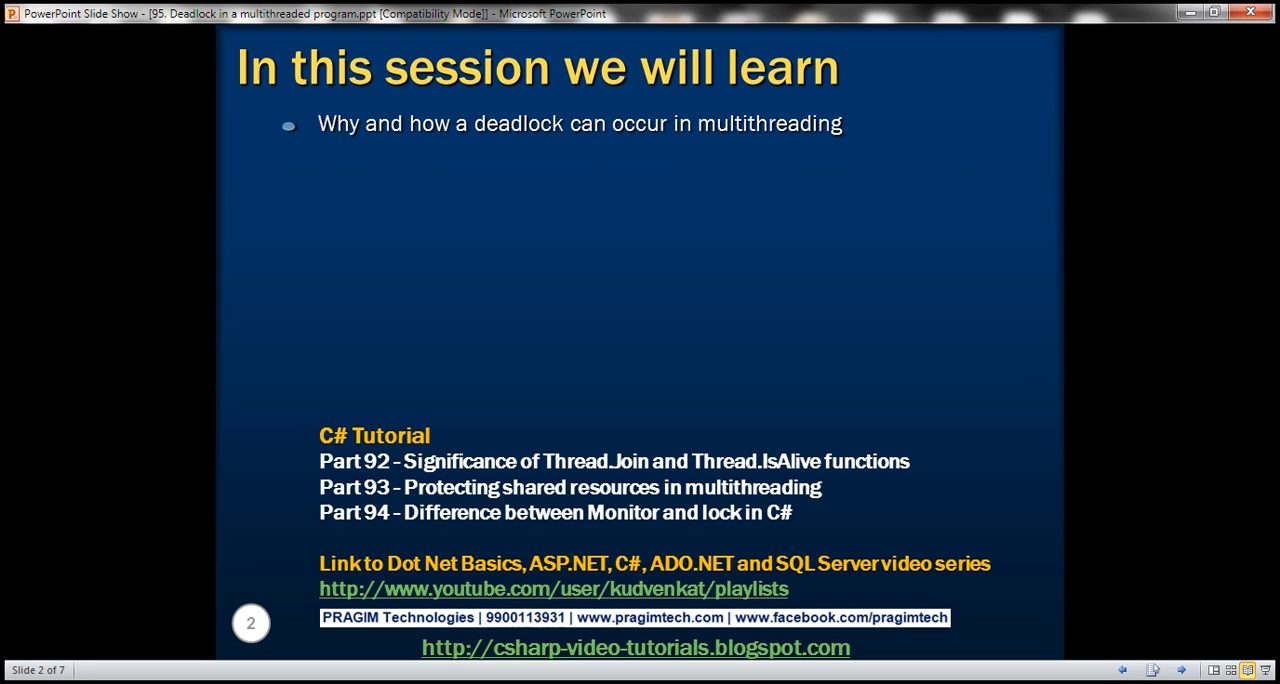 PowerPoint Slide Show - [95. Deadlock in a multithreaded program.ppt [Compatibility Mode]] - Microsoft PowerPoint
In this session we will learn
Why and how a deadlock can occur in multithreading
C# Tutorial
Part 92 - Significance of Thread.Join and Thread.IsAlive functions
Part 93 - Protecting shared resources in multithreading
Part 94 - Difference between Monitor and lock in C#
Link to Dot Net Basics, ASP.NET, C#, ADO.NET and SQL Server video series
http://www.youtube.com/user/kudvenkat/playlists
2
PRAGIM Technologies | 9900113931 | www.pragimtech.com | www.facebook.com/pragimtech
http://csharp-video-tutorials.blogspot.com
Slide 2 of 7